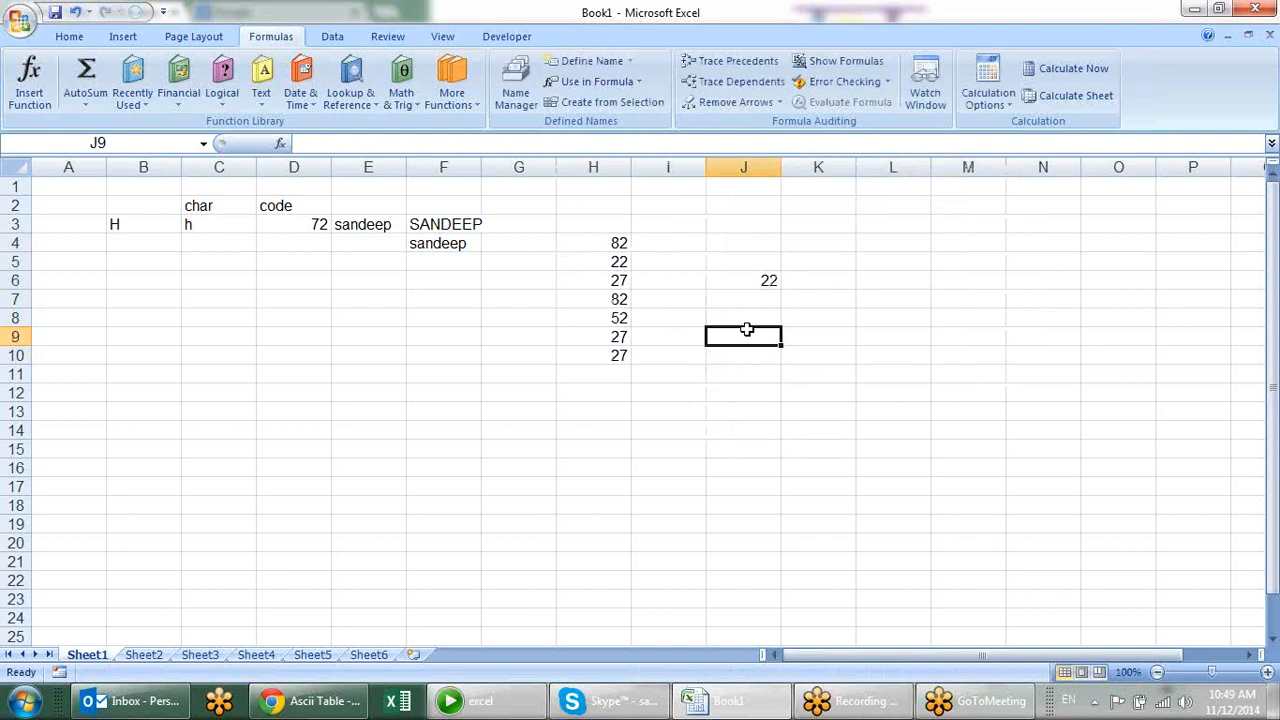 Book1 - Microsoft Excel
Home Insert Page Layout Formulas Data Review View Developer
Insert Function
AutoSum
Recently Used
Financial
Logical
Text
Date & Time
Lookup & Reference
Math & Trig
More Functions
Function Library
Name Manager
Define Name
Use in Formula
Create from Selection
Defined Names
Trace Precedents
Trace Dependents
Remove Arrows
Show Formulas
Error Checking
Evaluate Formula
Formula Auditing
Watch Window
Calculation Options
Calculate Now
Calculate Sheet
Calculation
J9 fx
A B C D E F G H I J K L M N O P
1
2 char code
3 H h 72 sandeep SANDEEP
4 sandeep 82
5 22
6 27 22
7 82
8 52
9 27
10 27
11
12
13
14
15
16
17
18
19
20
21
22
23
24
25
Sheet1 Sheet2 Sheet3 Sheet4 Sheet5 Sheet6
Ready 100%
Inbox - Pers... Ascii Table -... excel Skype™ - sa... Book1 Recording ... GoToMeeting EN 10:49 AM
11/12/2014